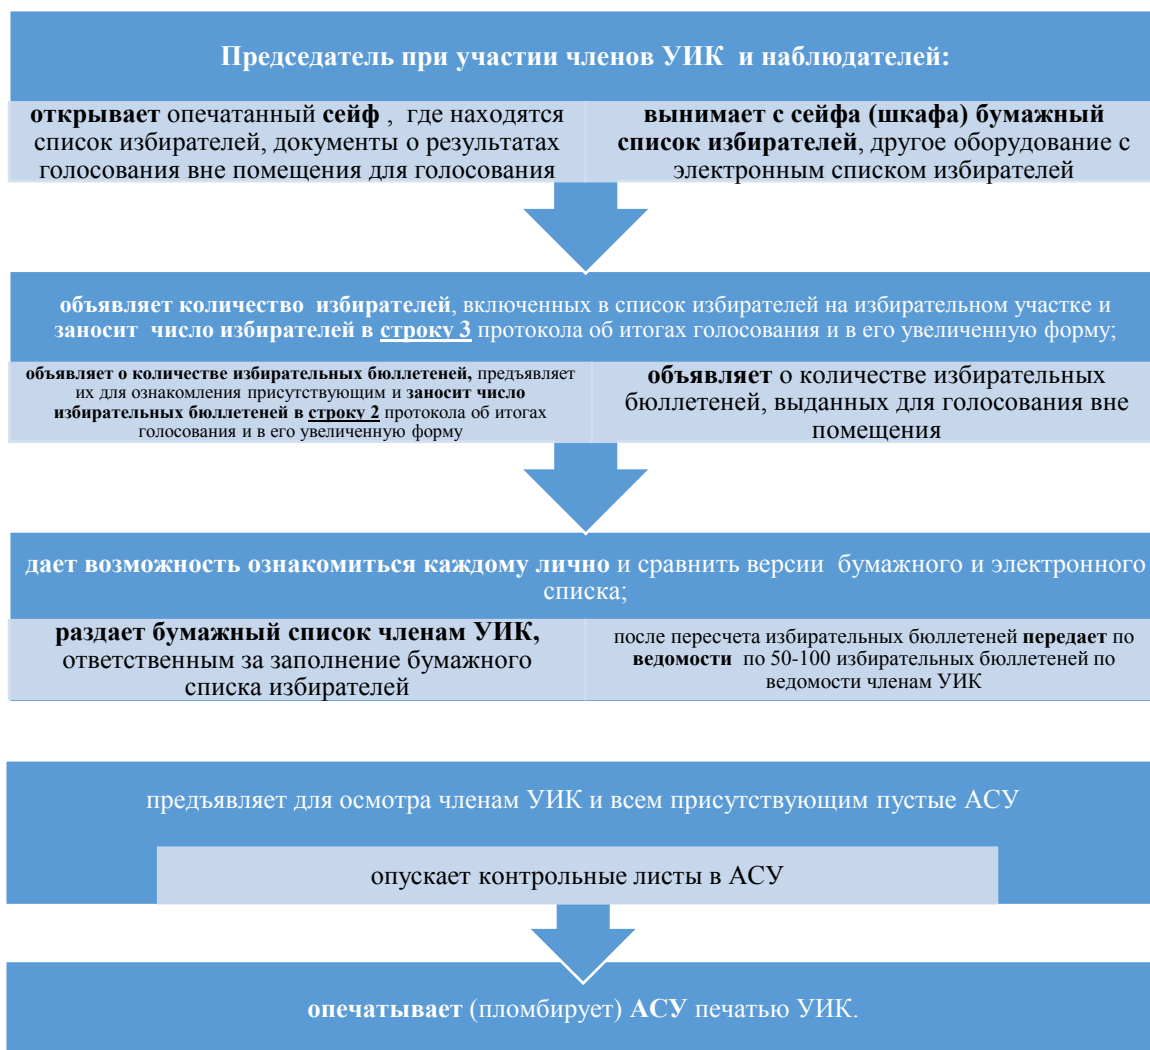 Председатель при участии членов УИК и наблюдателей:
открывает опечатанный сейф , где находятся
список избирателей, документы о результатах
голосования вне помещения для голосования
вынимает с сейфа (шкафа) бумажный
список избирателей, другое оборудование с
электронным списком избирателей
объявляет количество избирателей, включенных в список избирателей на избирательном участке и
заносит число избирателей в строку 3 протокола об итогах голосования и в его увеличенную форму;
объявляет о количестве избирательных бюллетеней, предъявляет
их для ознакомления присутствующим и заносит число
избирательных бюллетеней в строку 2 протокола об итогах
голосования и в его увеличенную форму
объявляет о количестве избирательных
бюллетеней, выданных для голосования вне
помещения
дает возможность ознакомиться каждому лично и сравнить версии бумажного и электронного
списка;
раздает бумажный список членам УИК,
ответственным за заполнение бумажного
списка избирателей
после пересчета избирательных бюллетеней передает по
ведомости по 50-100 избирательных бюллетеней по
ведомости членам УИК
предъявляет для осмотра членам УИК и всем присутствующим пустые АСУ
опускает контрольные листы в АСУ
опечатывает (пломбирует) АСУ печатью УИК.